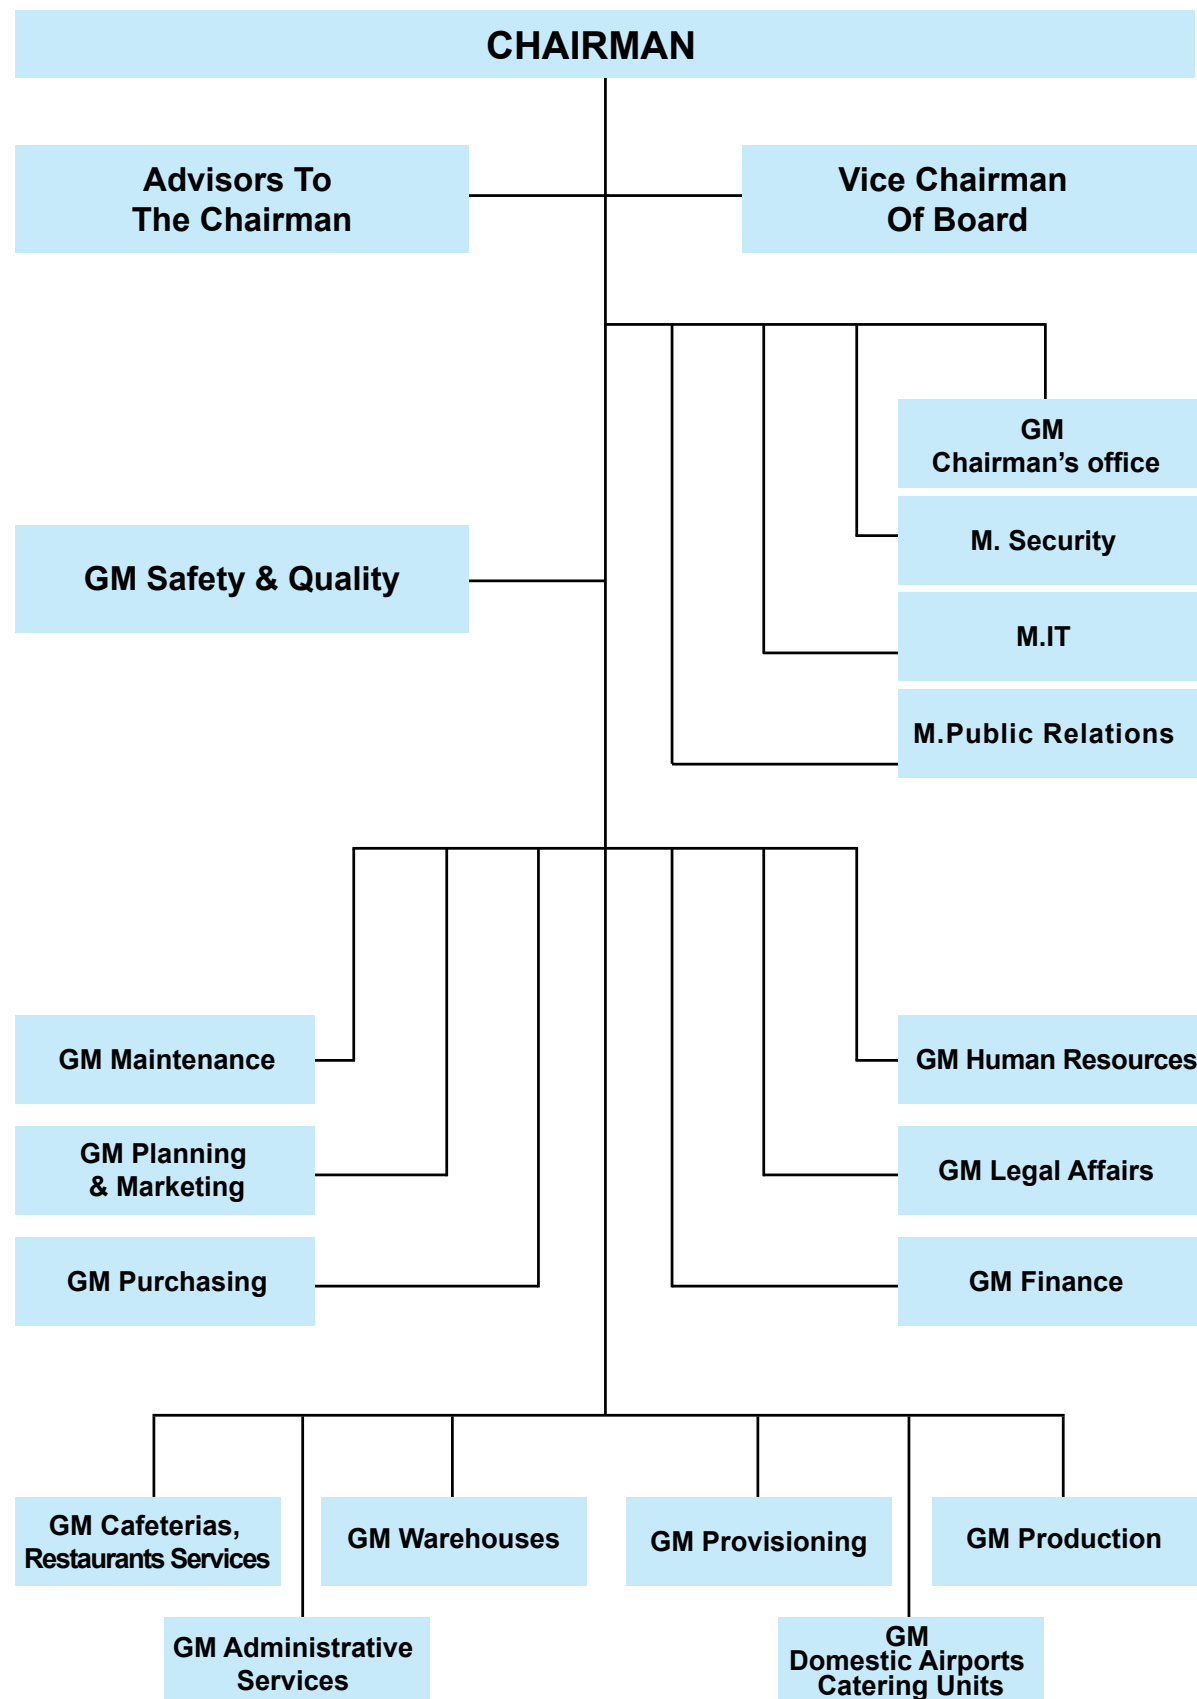 CHAIRMAN
Advisors To
The Chairman
Vice Chairman
Of Board
GM
Chairman’s office
M. Security
GM Safety & Quality
M.IT
M.Public Relations
GM Maintenance
GM Human Resources
GM Planning
& Marketing
GM Legal Affairs
GM Purchasing
GM Finance
GM Cafeterias,
Restaurants Services
GM Warehouses
GM Provisioning
GM Production
GM Administrative
Services
GM
Domestic Airports
Catering Units